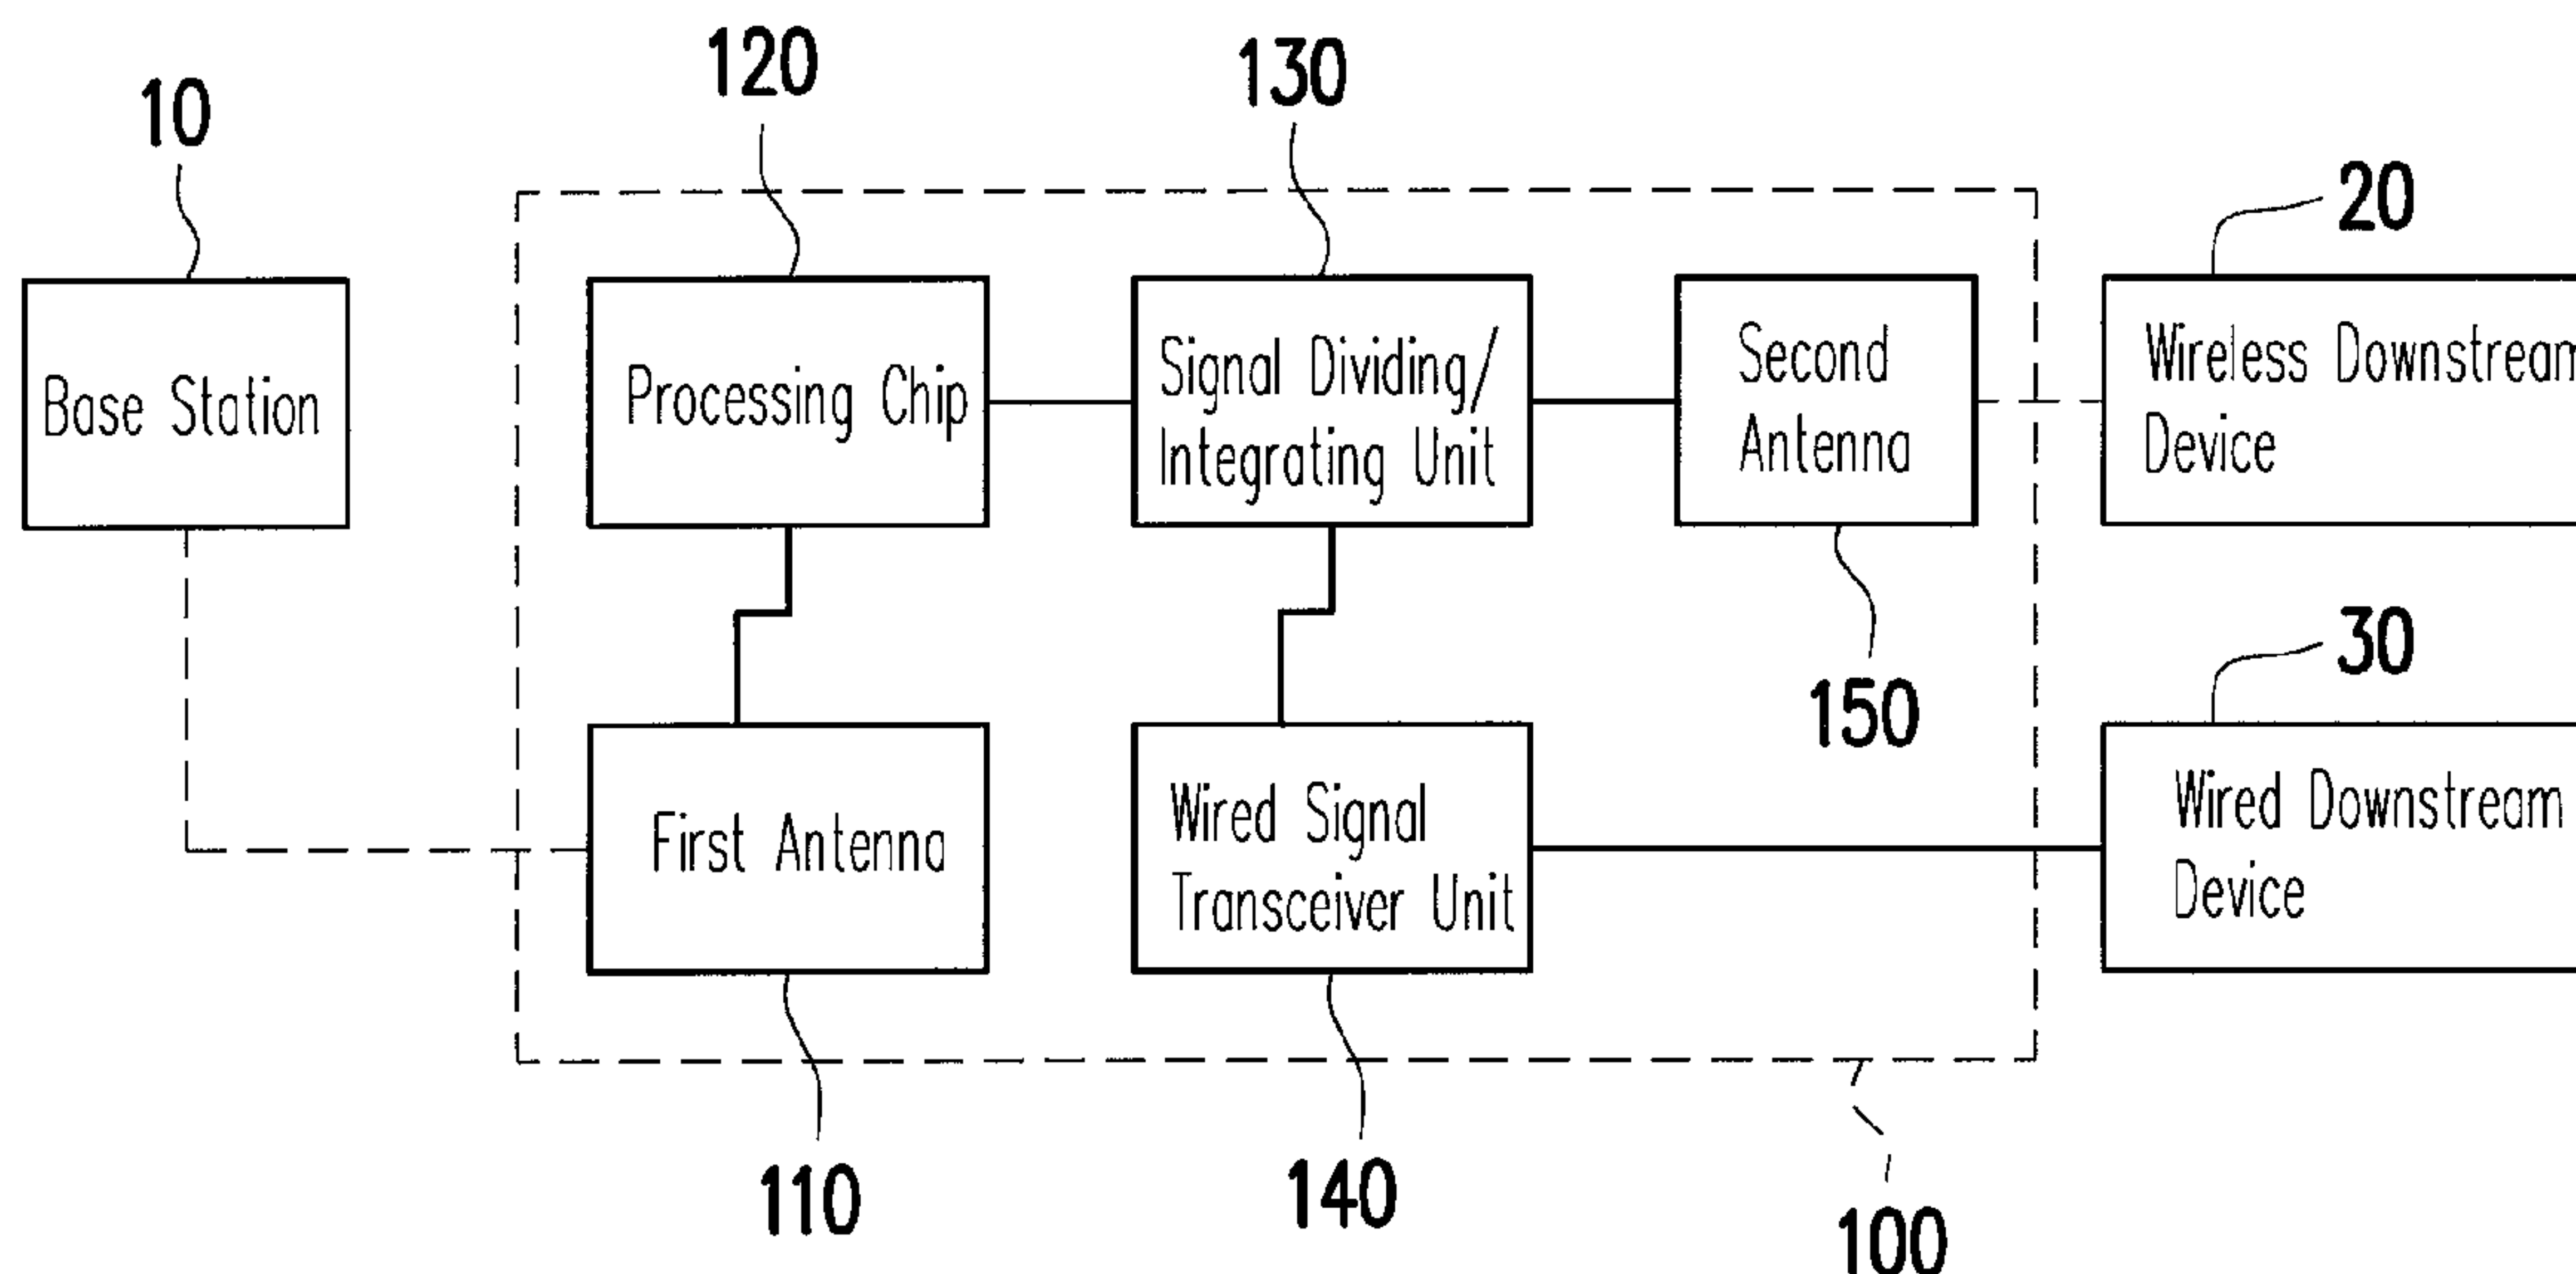 120
130
10
20
Base Station
Processing Chip
Signal Dividing/
Integrating Unit
Second
Antenna
Wireless
Device
150
30
First Antenna
Wired Signal
Transceiver Unit
Wired Downstream
Device
110
140
100